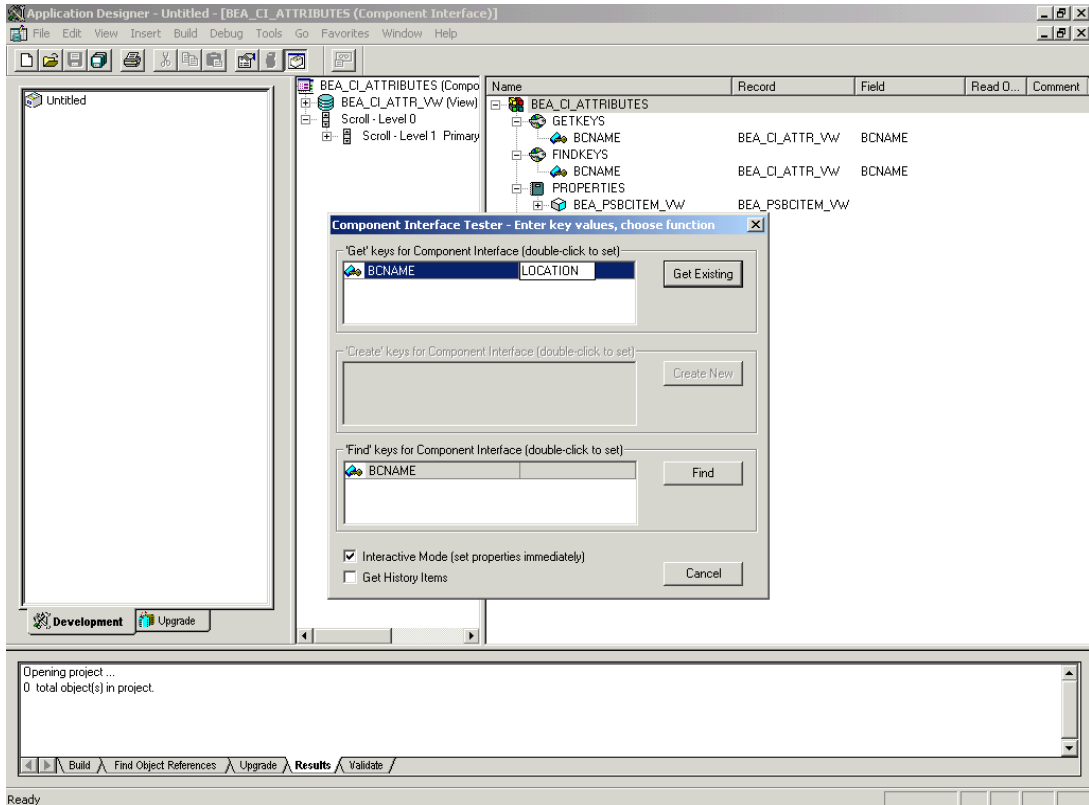 Application Designer - Untitled - [BEA_CI_ATTRIBUTES (Component Interface)]
File Edit View Insert Build Debug Tools Go Favorites Window Help
Untitled
BEA_CI_ATTRIBUTES (Compo
BEA_CI_ATTR_VW (View)
Scroll - Level 0
Scroll - Level 1 Primary
Name Record Field Read O... Comment
BEA_CI_ATTRIBUTES
GETKEYS
BCNAME BEA_CI_ATTR_VW BCNAME
FINDKEYS
BCNAME BEA_CI_ATTR_VW BCNAME
PROPERTIES
BEA_PSBCITEM_VW BEA_PSBCITEM_VW
Component Interface Tester - Enter key values, choose function
'Get' keys for Component Interface (double-click to set)
BCNAME LOCATION
Get Existing
'Create' keys for Component Interface (double-click to set)
Create New
'Find' keys for Component Interface (double-click to set)
BCNAME
Find
Interactive Mode (set properties immediately)
Get History Items
Cancel
Development Upgrade
Opening project ...
0 total object(s) in project.
Build Find Object References Upgrade Results Validate
Ready